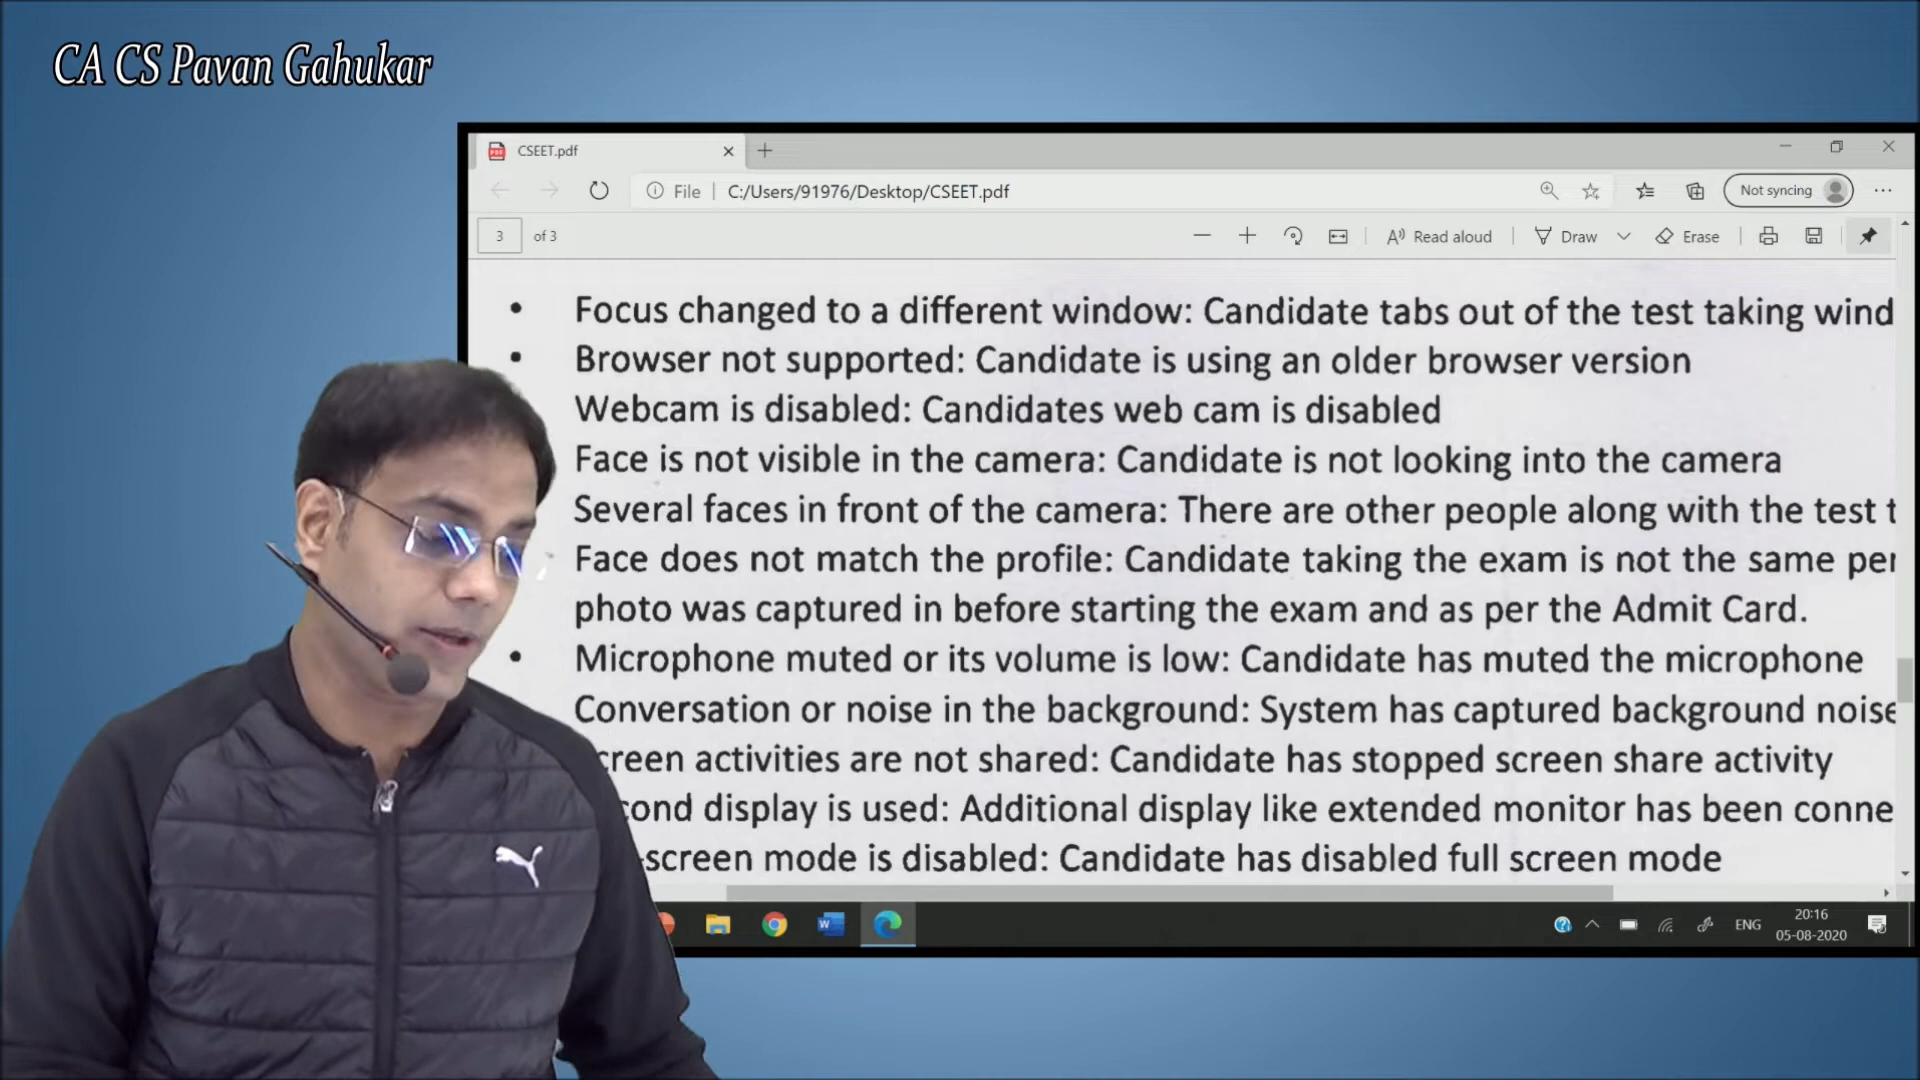 CA CS Pavan Gahukar
CSEET.pdf
File
C:/Users/91976/Desktop/CSEET.pdf
Not syncing
3 of 3
Read aloud
Draw
Erase
• Focus changed to a different window: Candidate tabs out of the test taking wind
• Browser not supported: Candidate is using an older browser version
Webcam is disabled: Candidates web cam is disabled
Face is not visible in the camera: Candidate is not looking into the camera
Several faces in front of the camera: There are other people along with the test t
Face does not match the profile: Candidate taking the exam is not the same per
photo was captured in before starting the exam and as per the Admit Card.
• Microphone muted or its volume is low: Candidate has muted the microphone
Conversation or noise in the background: System has captured background noise
creen activities are not shared: Candidate has stopped screen share activity
cond display is used: Additional display like extended monitor has been conne
-screen mode is disabled: Candidate has disabled full screen mode
ENG
20:16
05-08-2020